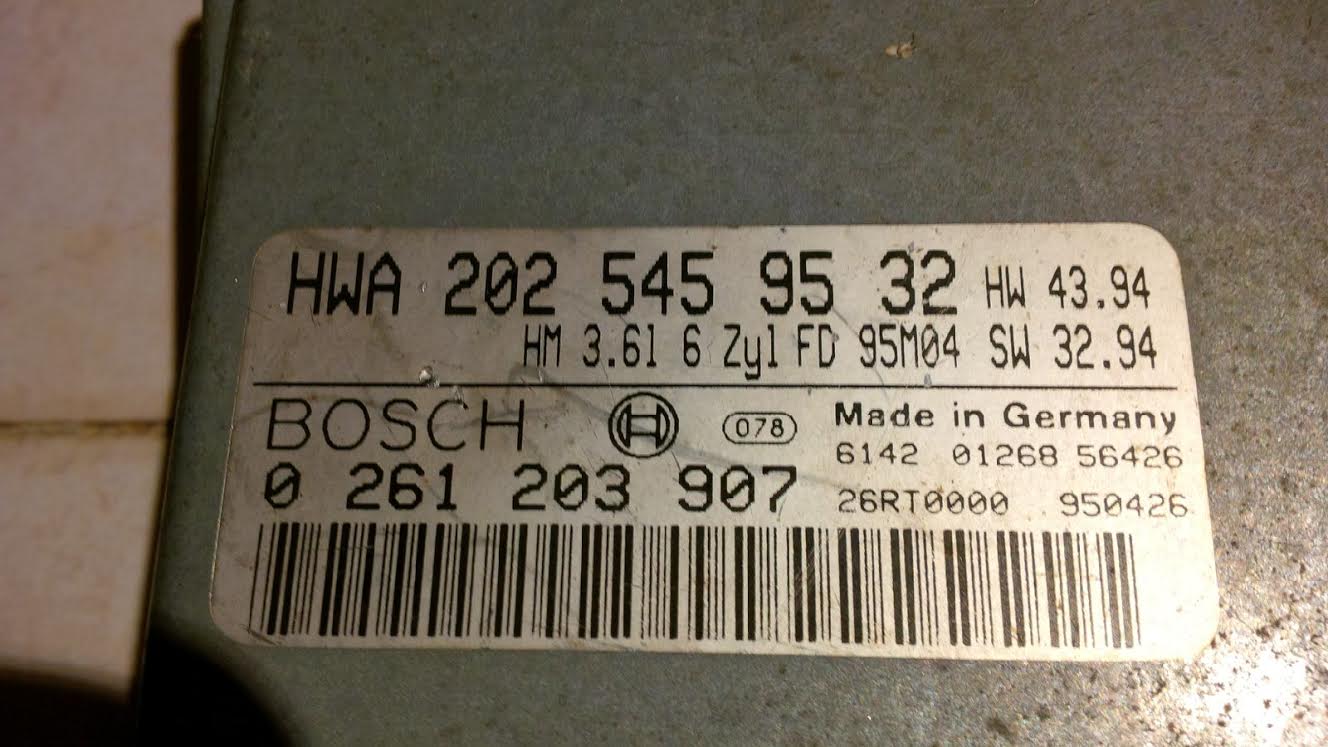 HWA 202 545 95 32 HW 43.94
HM 3.6l 6 Zyl FD 95M04 SW 32.94
BOSCH 078 Made in Germany
6142 01268 56426
0 261 203 907 26RT0000 950426